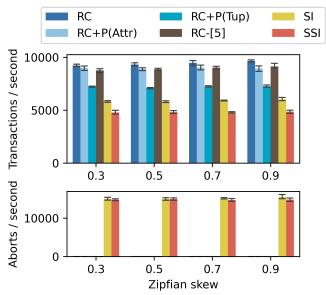 RC RC+P(Tup) SI
RC+P(Attr) RC-[5] SSI
Transactions / second
10000
5000
0
0.3 0.5 0.7 0.9
Aborts / second
10000
0
0.3 0.5 0.7 0.9
Zipfian skew